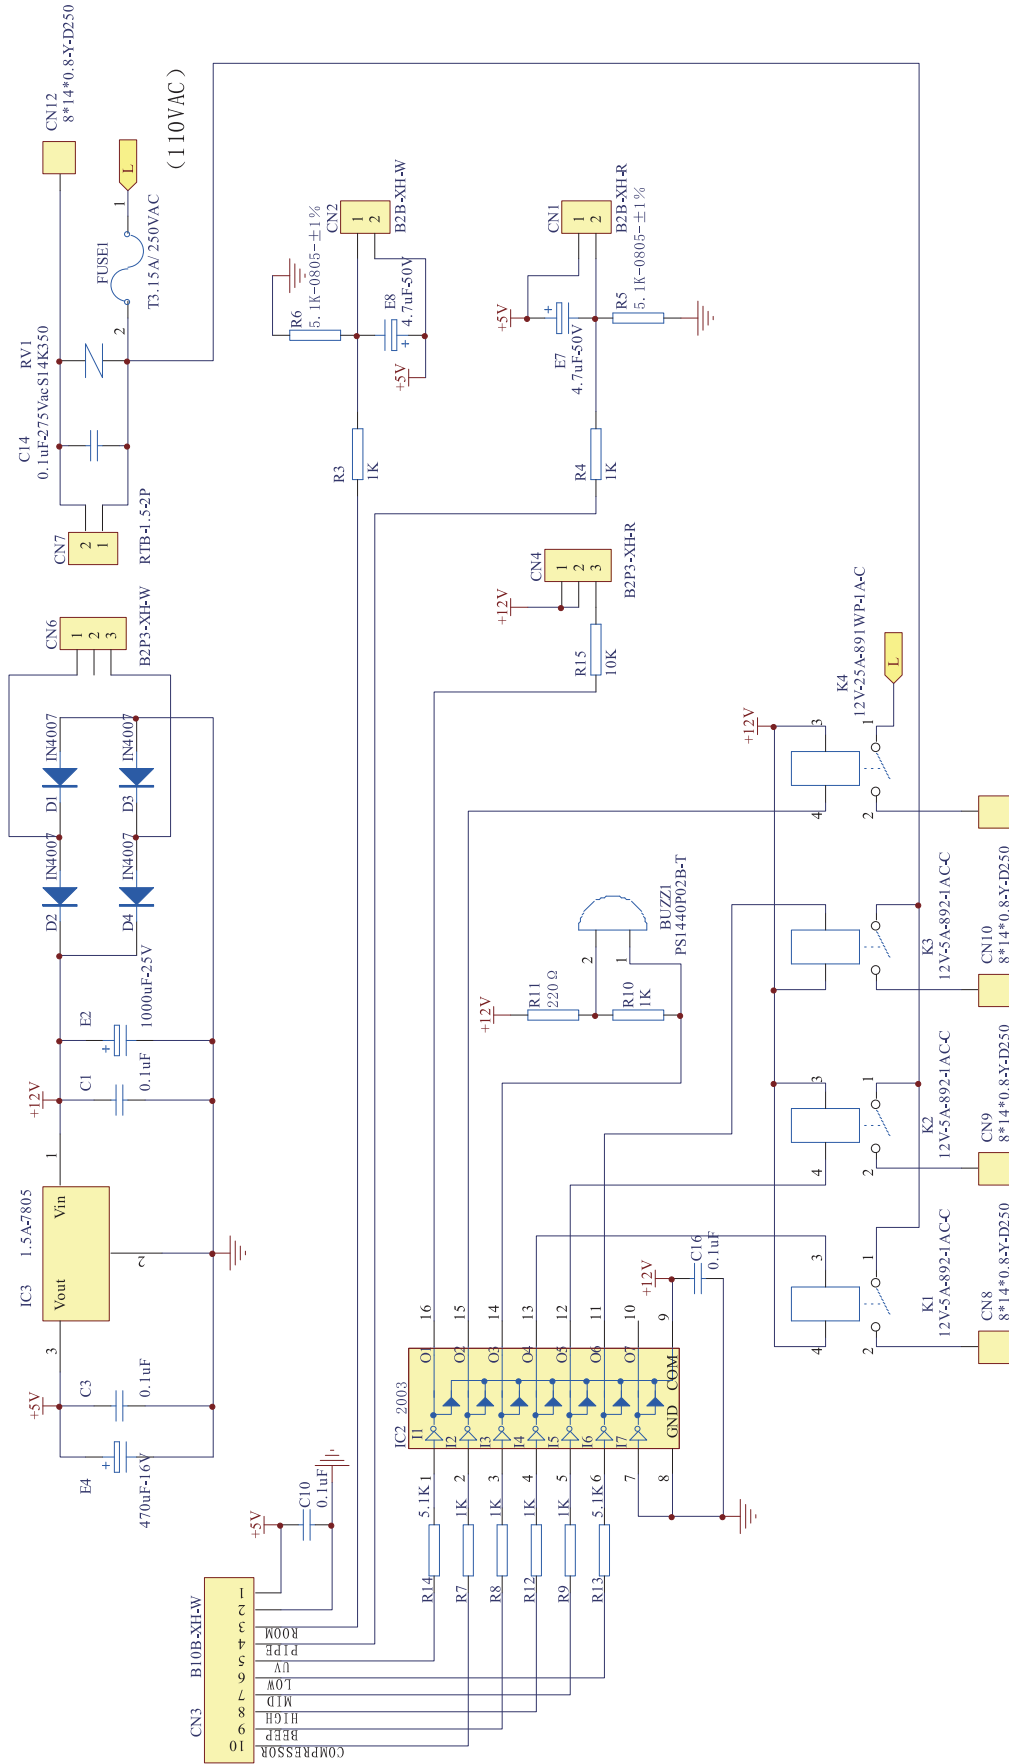 CN12
8*14*0.8-Y-D250
L
1
FUSE1
T3.15A/250VAC
2
(110VAC)
RV1
C14
0.1uF-275VacS14K350
CN7
2
1
RTB-1.5-2P
CN6
1
2
3
B2P3-XH-W
IN4007
D1
IN4007
D3
IN4007
D2
IN4007
D4
E2
1000uF-25V
C1
0.1uF
+12V
1
1.5A-7805
IC3
Vin
Vout
2
3
+5V
C3
0.1uF
E4
470uF-16V
R6
5.1K-0805-±1%
CN2
1
2
B2B-XH-W
E8
4.7uF-50V
+5V
R3
1K
CN1
1
2
B2B-XH-R
+5V
E7
4.7uF-50V
R5
5.1K-0805-±1%
R4
1K
CN4
1
2
3
B2P3-XH-R
+12V
R15
10K
BUZZ1
PS1440P02B-T
2
1
+12V
R11
220Ω
R10
1K
+5V
C10
0.1uF
CN3
B10B-XH-W
1
2
3
4
5
6
7
8
9
10
ROOM
PIPE
UV
LOW
MID
HIGH
BEEP
COMPRESSOR
R14
5.1K
R7
1K
R8
1K
R12
1K
R9
1K
R13
5.1K
IC2
2003
1
2
3
4
5
6
7
8
I1
I2
I3
I4
I5
I6
I7
GND
O1
O2
O3
O4
O5
O6
O7
COM
16
15
14
13
12
11
10
9
+12V
C16
0.1uF
+12V
K4
12V-25A-891WP-1A-C
3
4
1
2
L
K3
12V-5A-892-1AC-C
CN10
8*14*0.8-Y-D250
K2
12V-5A-892-1AC-C
3
4
1
2
CN9
8*14*0.8-Y-D250
K1
12V-5A-892-1AC-C
3
4
1
2
CN8
8*14*0.8-Y-D250